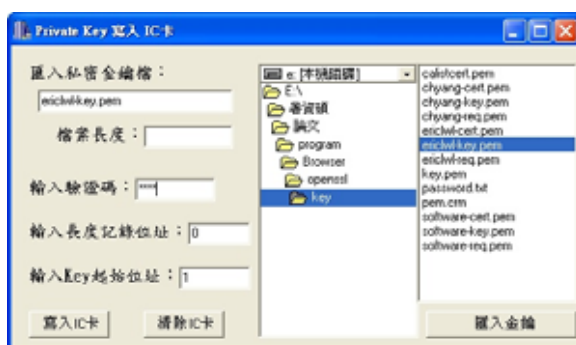 Private Key 寫入 IC卡
匯入私密金鑰檔：
ericlwl-key.pem
檔案長度：
輸入驗證碼：
****
輸入長度記錄位址：
0
輸入Key起始位址：
1
寫入IC卡
清除IC卡
e: [本機磁碟]
E:\
碧資碩
論文
program
Browser
openssl
key
calistcert.pem
chyang-cert.pem
chyang-key.pem
chyang-req.pem
ericlwl-cert.pem
ericlwl-key.pem
ericlwl-req.pem
key.pem
password.txt
pem.crm
software-cert.pem
software-key.pem
software-req.pem
匯入金鑰